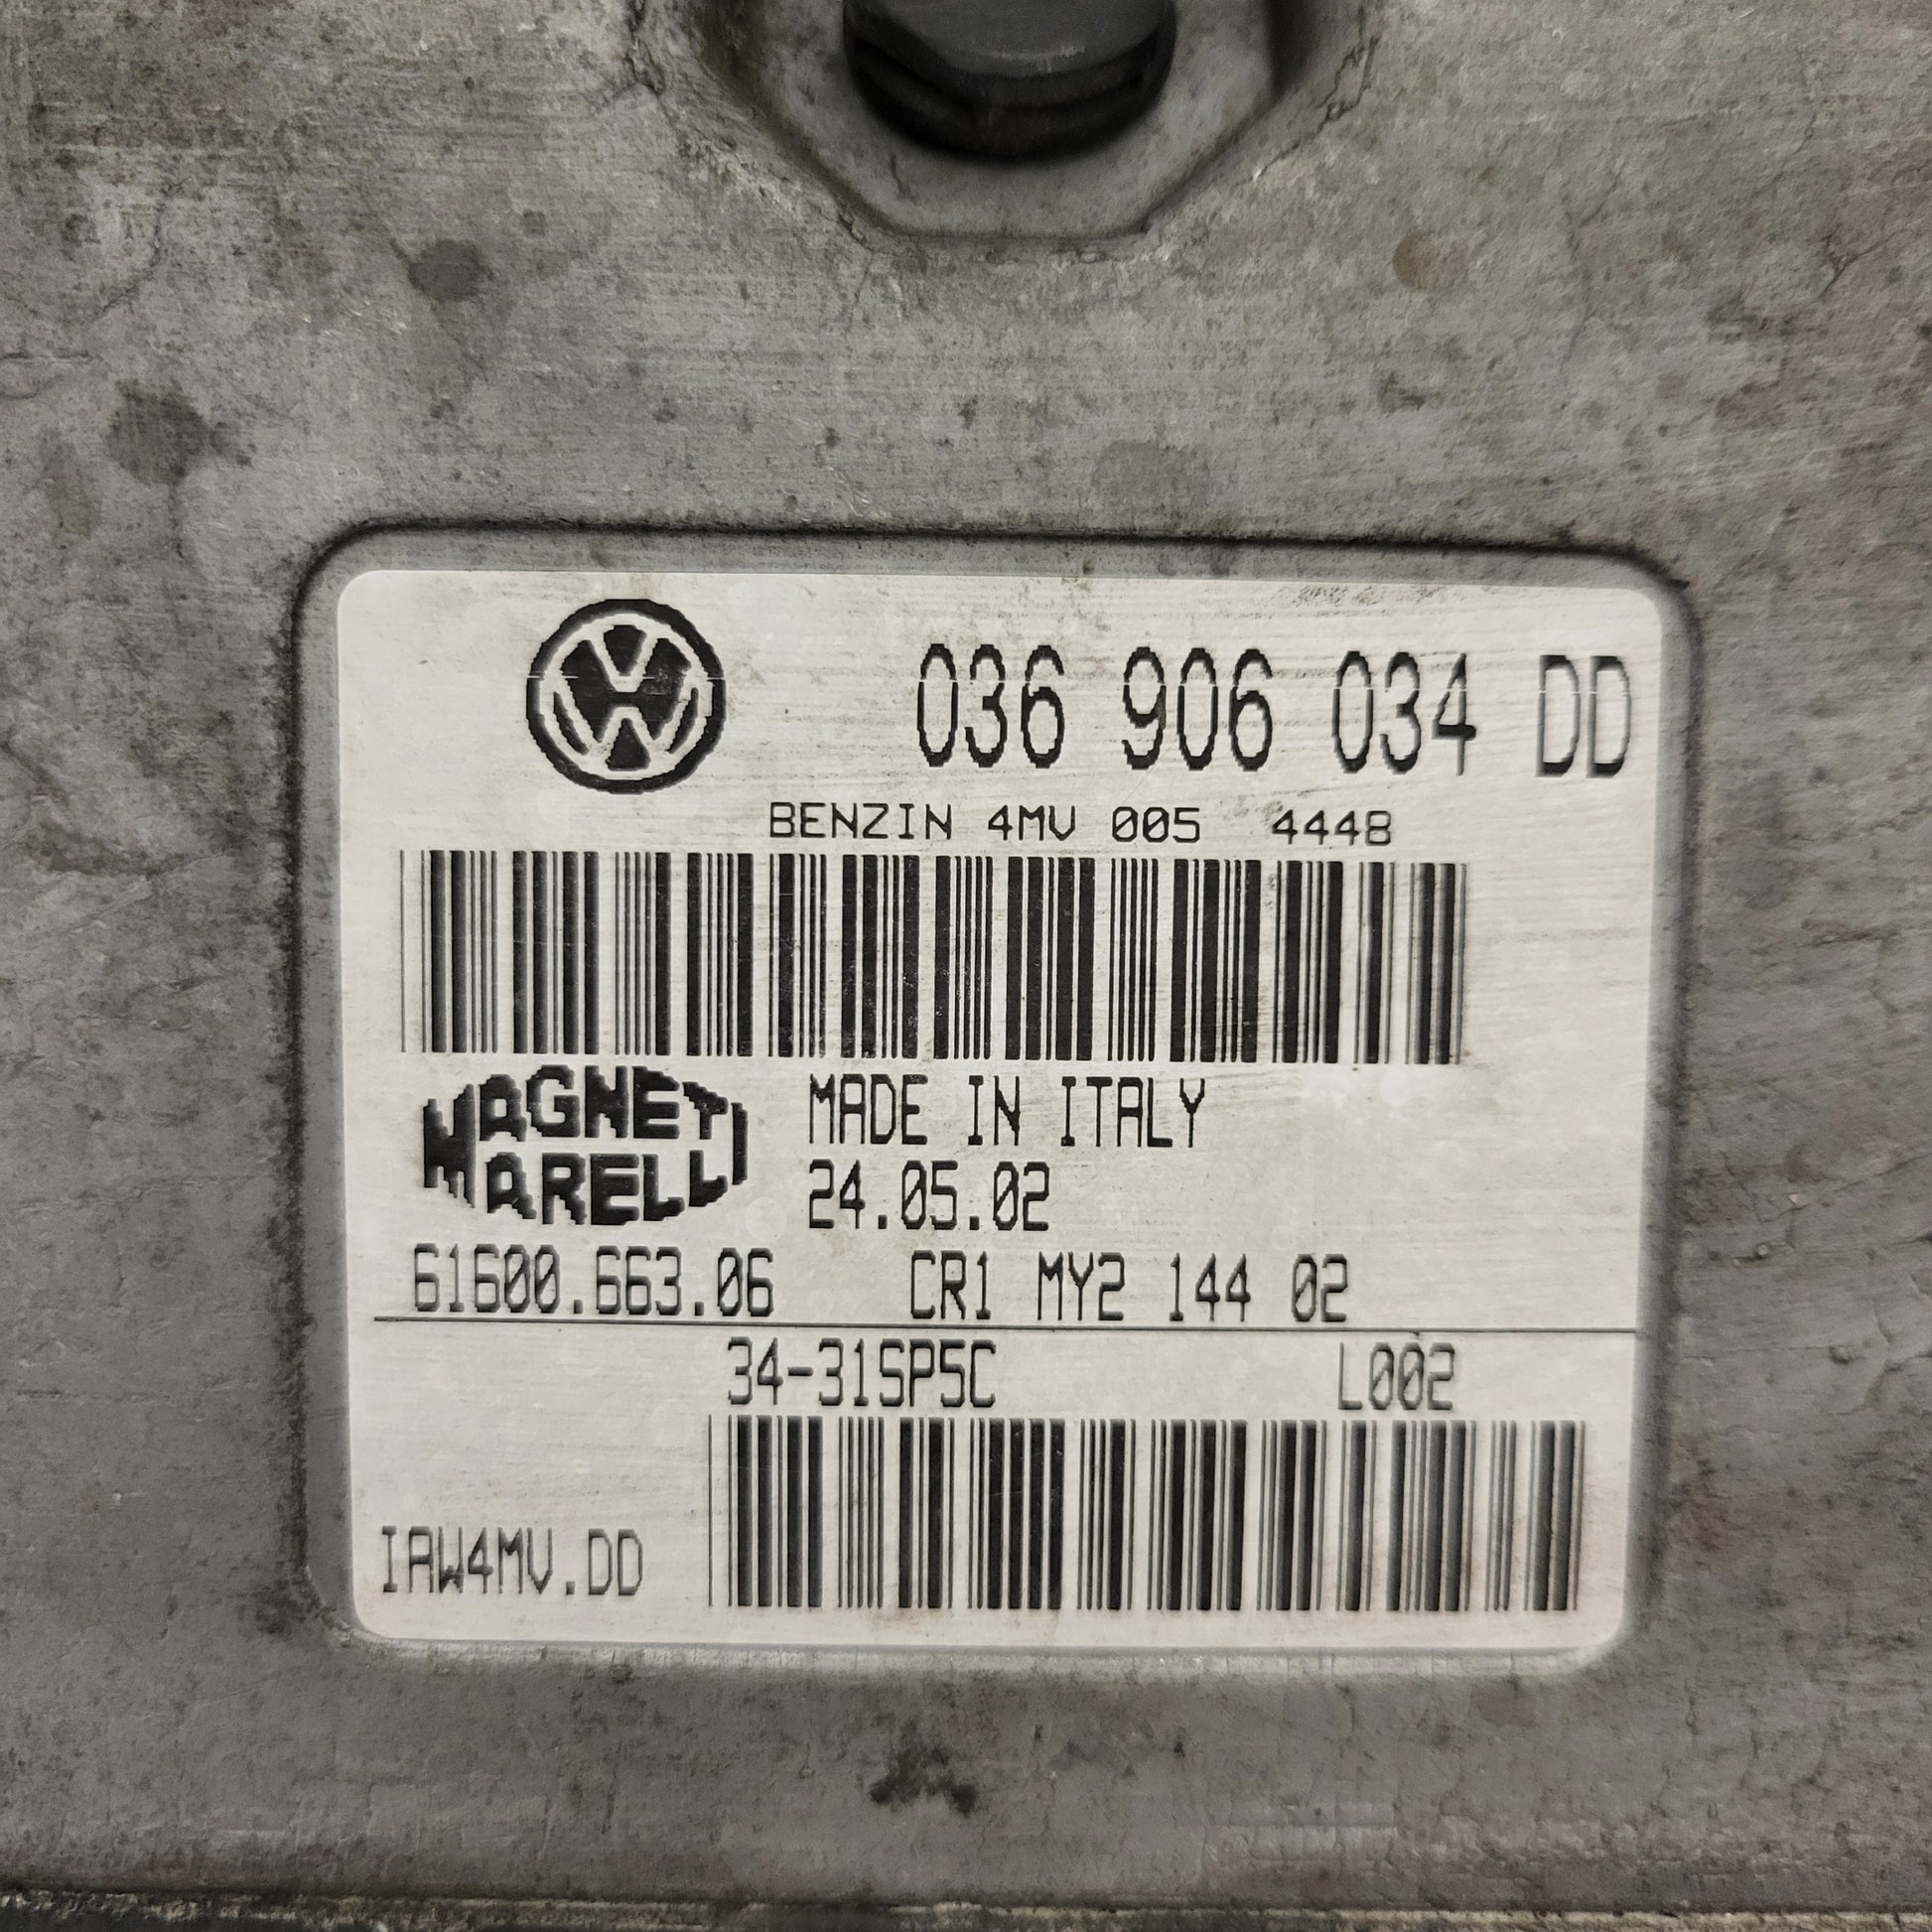 036 906 034 DD
BENZIN 4MV 005 4448
MAGNETI MARELLI
MADE IN ITALY
24.05.02
61600.663.06 CR1 MY2 144 02
34-31SP5C L002
IAW4MV.DD